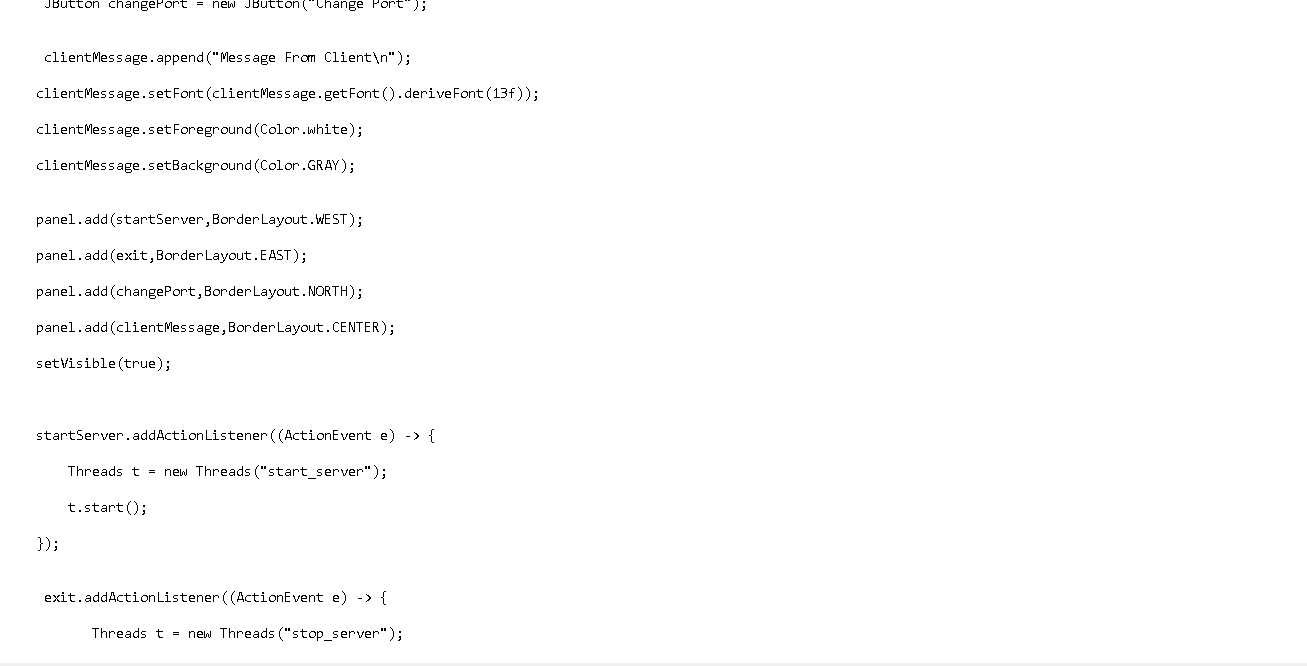 JButton changePort = new JButton("Change Port");
clientMessage.append("Message From Client\n");
clientMessage.setFont(clientMessage.getFont().deriveFont(13f));
clientMessage.setForeground(Color.white);
clientMessage.setBackground(Color.GRAY);
panel.add(startServer,BorderLayout.WEST);
panel.add(exit,BorderLayout.EAST);
panel.add(changePort,BorderLayout.NORTH);
panel.add(clientMessage,BorderLayout.CENTER);
setVisible(true);
startServer.addActionListener((ActionEvent e) -> {
Threads t = new Threads("start_server");
t.start();
});
exit.addActionListener((ActionEvent e) -> {
Threads t = new Threads("stop_server");